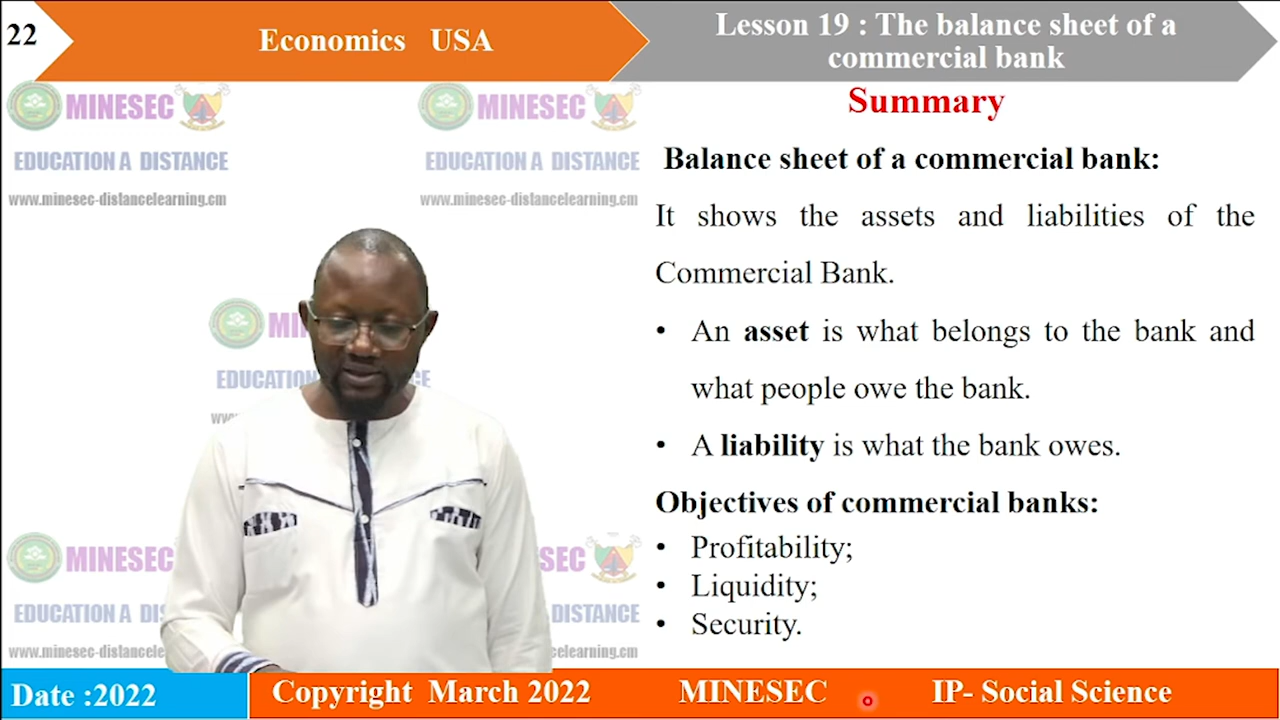 22
Economics USA
Lesson 19 : The balance sheet of a
commercial bank
MINESEC
EDUCATION A DISTANCE
www.minesec-distancelearning.cm
MINESEC
EDUCATION A DISTANCE
www.minesec-distancelearning.cm
Summary
Balance sheet of a commercial bank:
It shows the assets and liabilities of the
Commercial Bank.
• An asset is what belongs to the bank and
what people owe the bank.
• A liability is what the bank owes.
Objectives of commercial banks:
• Profitability;
• Liquidity;
• Security.
MINESEC
EDUCATION A
DISTANCE
Date :2022
Copyright March 2022
MINESEC
IP- Social Science